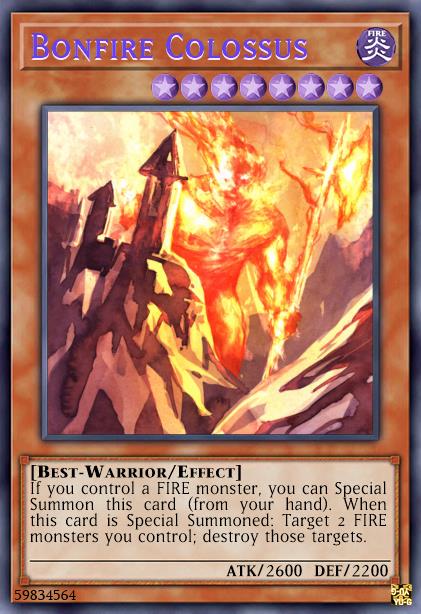 Bonfire Colossus
FIRE
炎
[Best-Warrior/Effect]
If you control a FIRE monster, you can Special
Summon this card (from your hand). When
this card is Special Summoned: Target 2 FIRE
monsters you control; destroy those targets.
ATK/2600 DEF/2200
59834564